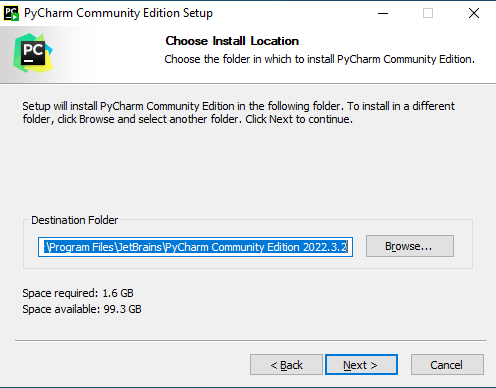 PyCharm Community Edition Setup
PC
Choose Install Location
Choose the folder in which to install PyCharm Community Edition.
Setup will install PyCharm Community Edition in the following folder. To install in a different
folder, click Browse and select another folder. Click Next to continue.
Destination Folder
:\Program Files\JetBrains\PyCharm Community Edition 2022.3.2
Browse...
Space required: 1.6 GB
Space available: 99.3 GB
< Back
Next >
Cancel